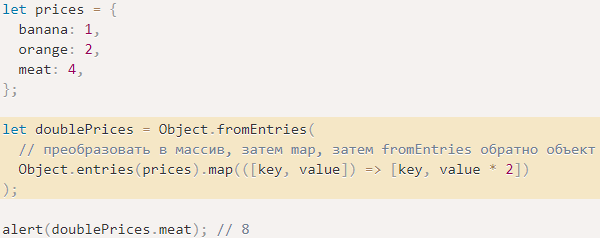 let prices = {
  banana: 1,
  orange: 2,
  meat: 4,
};

let doublePrices = Object.fromEntries(
  // преобразовать в массив, затем map, затем fromEntries обратно объект
  Object.entries(prices).map(([key, value]) => [key, value * 2])
);

alert(doublePrices.meat); // 8